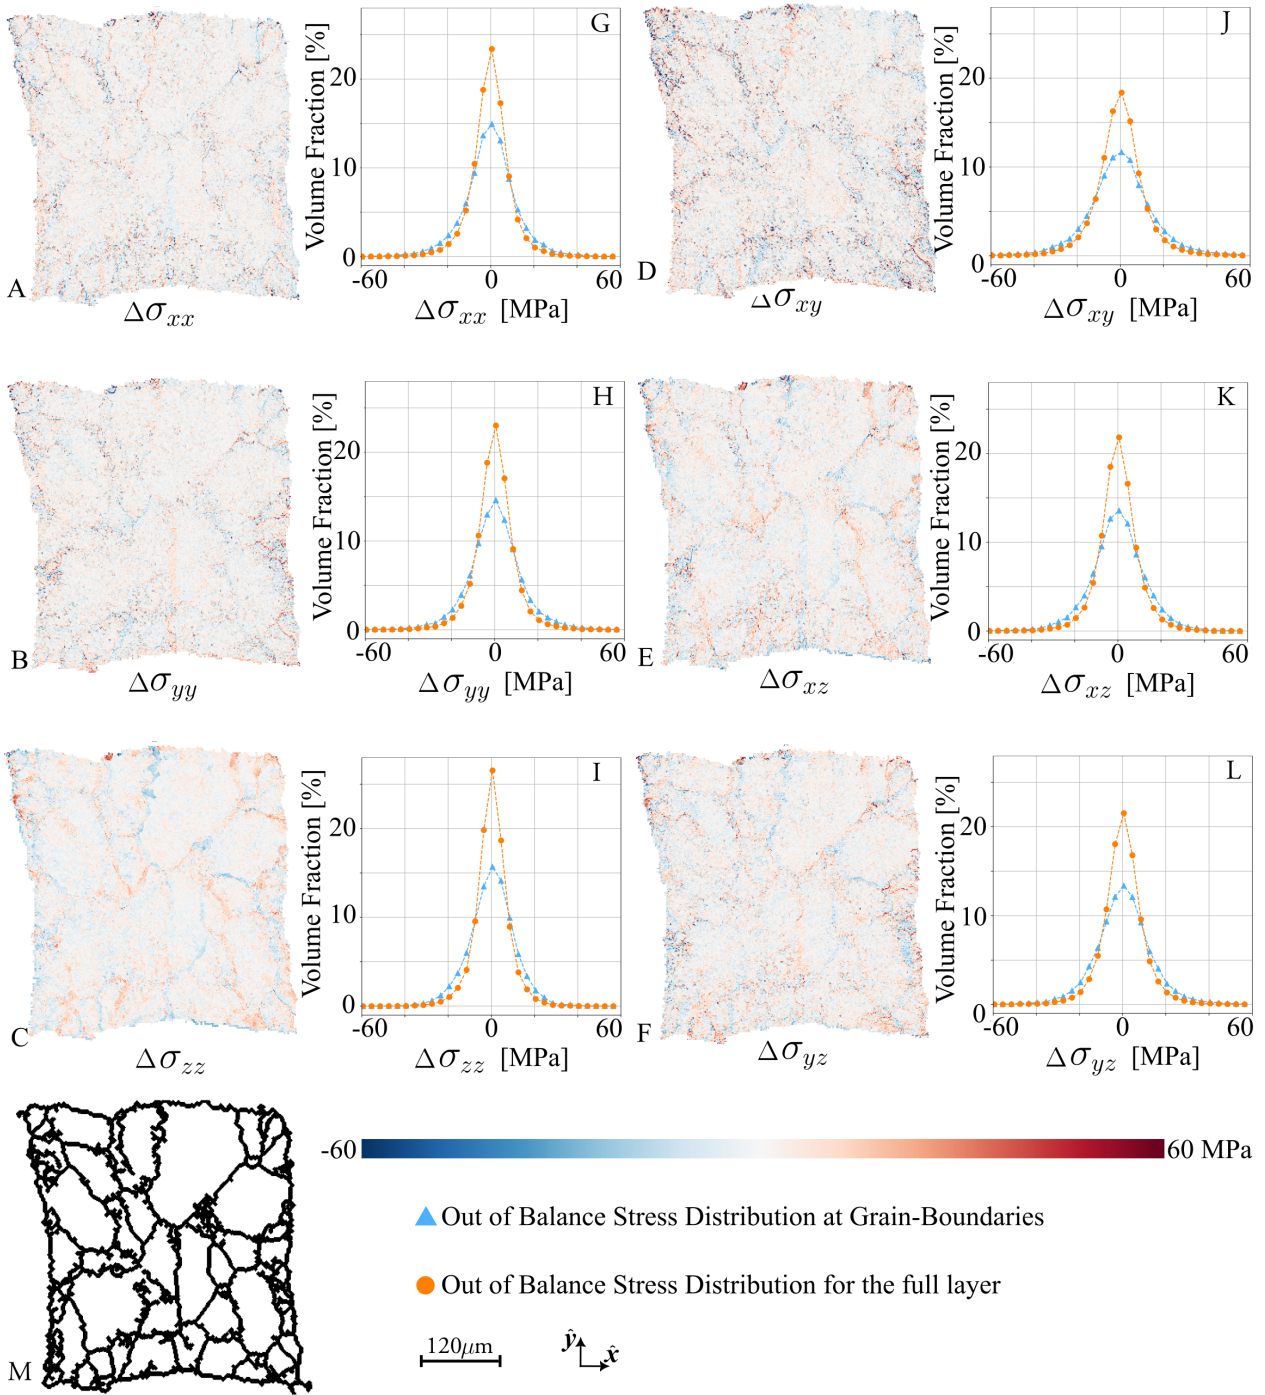 G
Volume Fraction [%]
20
10
0
-60 0 60
Δσxx [MPa]
A
Δσxx
J
Volume Fraction [%]
20
10
0
-60 0 60
Δσxy [MPa]
D
Δσxy
H
Volume Fraction [%]
20
10
0
-60 0 60
Δσyy [MPa]
B
Δσyy
K
Volume Fraction [%]
20
10
0
-60 0 60
Δσxz [MPa]
E
Δσxz
I
Volume Fraction [%]
20
10
0
-60 0 60
Δσzz [MPa]
C
Δσzz
L
Volume Fraction [%]
20
10
0
-60 0 60
Δσyz [MPa]
F
Δσyz
M
-60 60 MPa
Out of Balance Stress Distribution at Grain-Boundaries
Out of Balance Stress Distribution for the full layer
120μm
ŷ
x̂